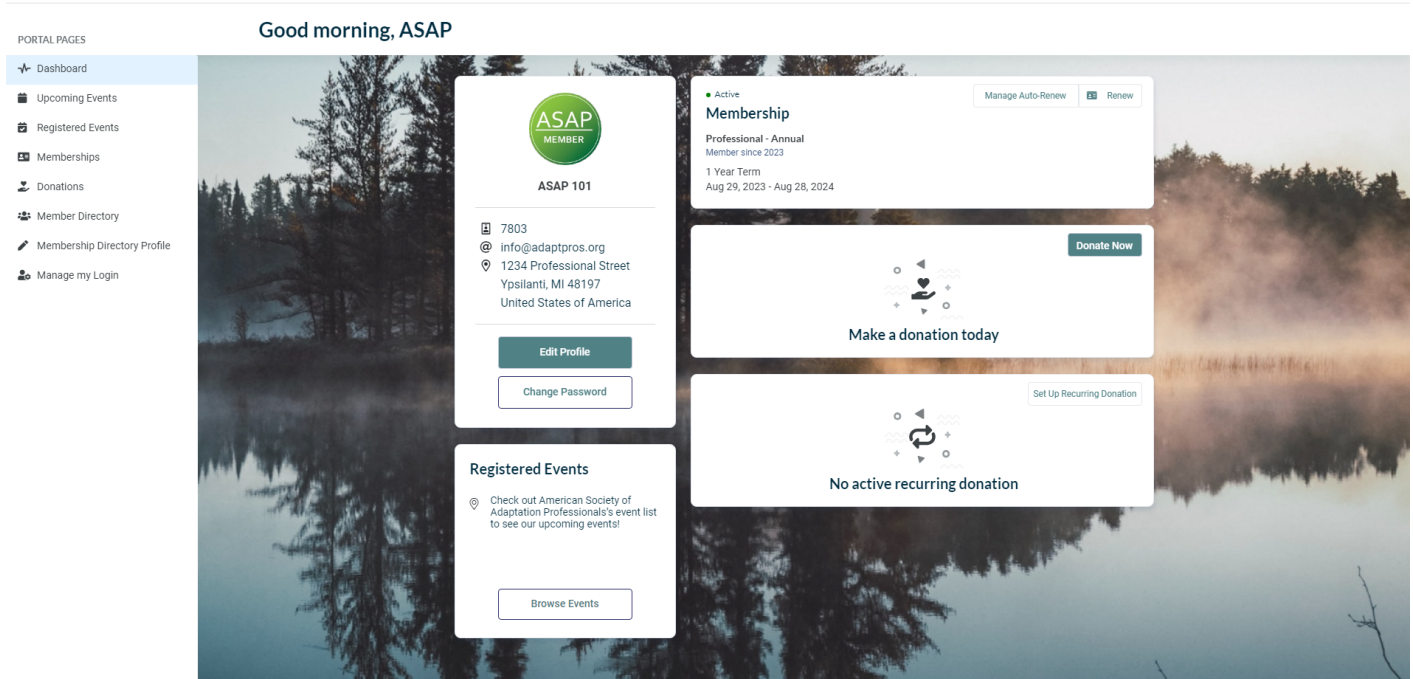 Good morning, ASAP
PORTAL PAGES
Dashboard
Upcoming Events
Registered Events
Memberships
Donations
Member Directory
Membership Directory Profile
Manage my Login
ASAP
MEMBER
ASAP 101
7803
info@adaptpros.org
1234 Professional Street
Ypsilanti, MI 48197
United States of America
Edit Profile
Change Password
Registered Events
Check out American Society of
Adaptation Professionals's event list
to see our upcoming events!
Browse Events
Active
Manage Auto-Renew
Renew
Membership
Professional - Annual
Member since 2023
1 Year Term
Aug 29, 2023 - Aug 28, 2024
Donate Now
Make a donation today
Set Up Recurring Donation
No active recurring donation